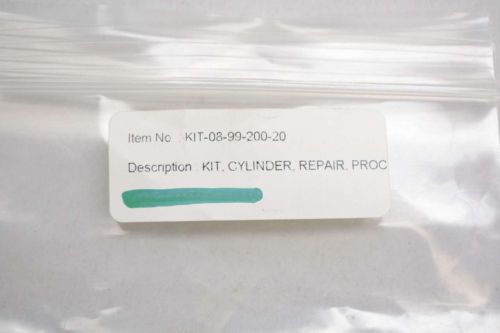 Item No : KIT-08-99-200-20
Description : KIT, CYLINDER, REPAIR, PROC